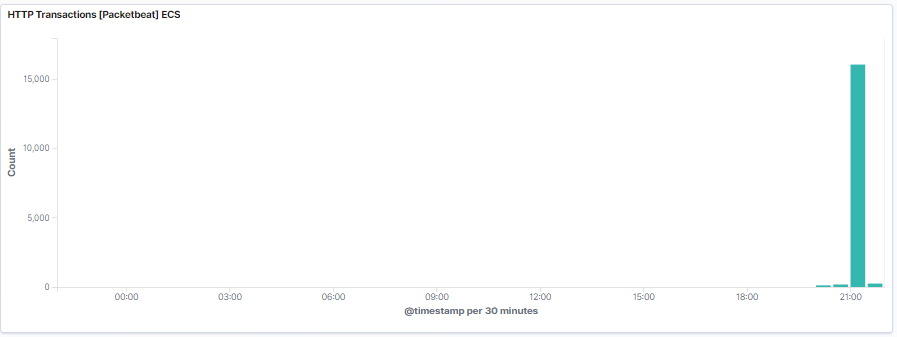 HTTP Transactions [Packetbeat] ECS
15,000
10,000
5,000
0
Count
00:00 03:00 06:00 09:00 12:00 15:00 18:00 21:00
@timestamp per 30 minutes